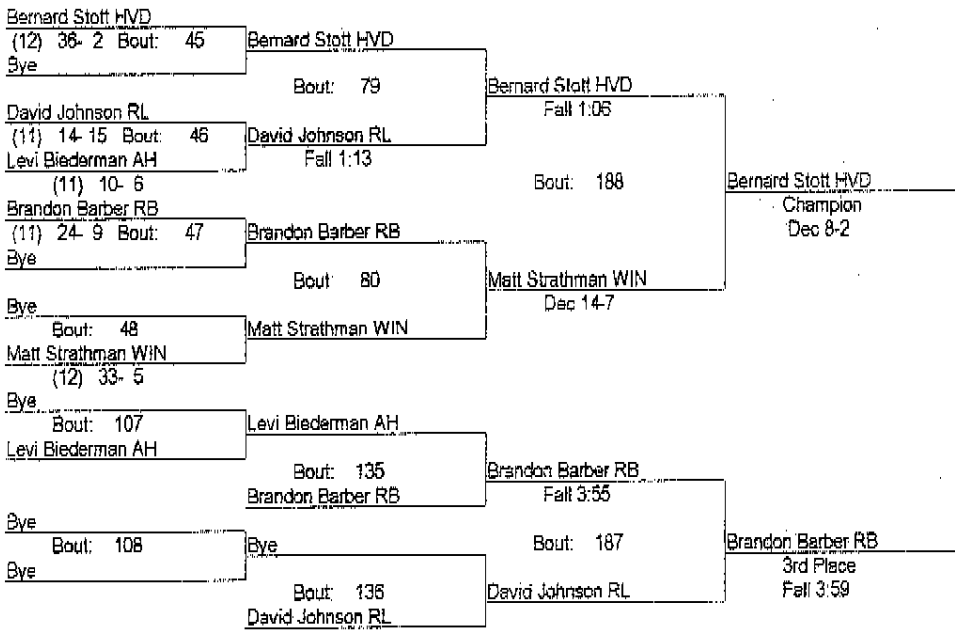 Bernard Stott HVD
(12) 36- 2 Bout: 45
Bye
Bernard Stott HVD
Bout: 79
David Johnson RL
(11) 14- 15 Bout: 46
Levi Biederman AH
(11) 10- 6
David Johnson RL
Fall 1:13
Bernard Stott HVD
Fall 1:06
Bout: 188
Brandon Barber RB
(11) 24- 9 Bout: 47
Bye
Brandon Barber RB
Bout: 80
Bye
Bout: 48
Matt Strathman WIN
(12) 33- 5
Matt Strathman WIN
Matt Strathman WIN
Dec 14-7
Bernard Stott HVD
Champion
Dec 8-2
Bye
Bout: 107
Levi Biederman AH
Levi Biederman AH
Bout: 135
Brandon Barber RB
Brandon Barber RB
Fall 3:55
Bout: 187
Bye
Bout: 108
Bye
Bye
Bout: 136
David Johnson RL
David Johnson RL
Brandon Barber RB
3rd Place
Fall 3:59